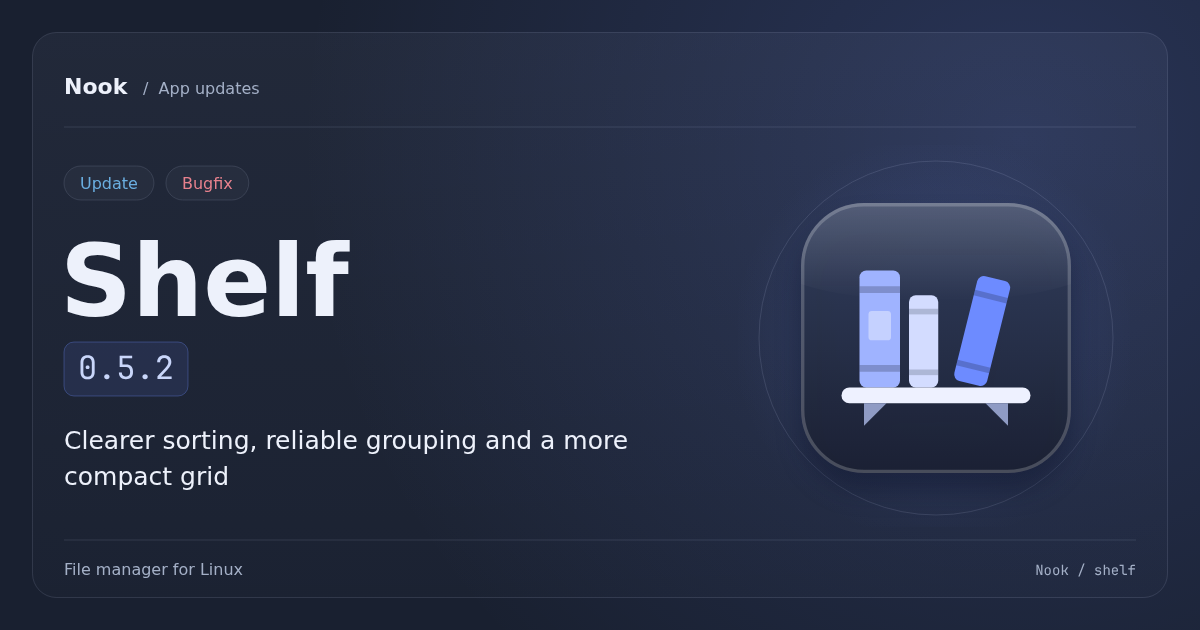 Nook / App updates
Update Bugfix
Shelf
0.5.2
Clearer sorting, reliable grouping and a more
compact grid
File manager for Linux
Nook / shelf